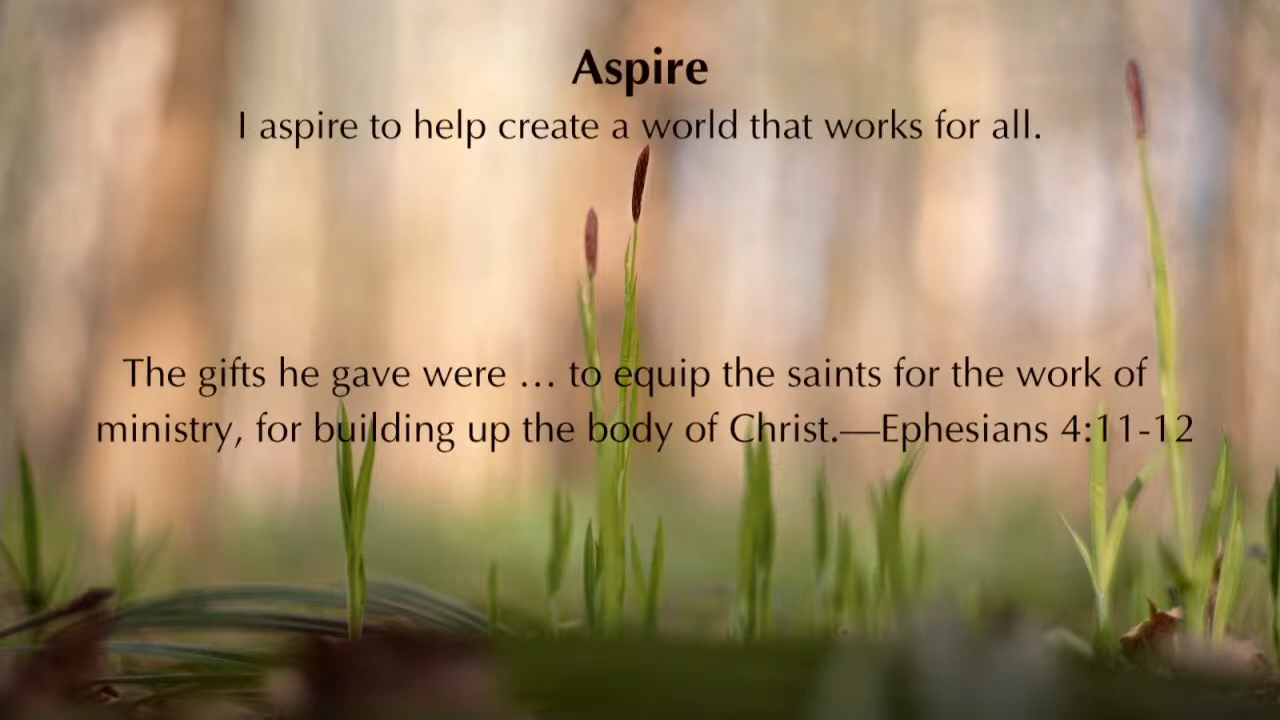 Aspire
I aspire to help create a world that works for all.
The gifts he gave were … to equip the saints for the work of
ministry, for building up the body of Christ.—Ephesians 4:11-12